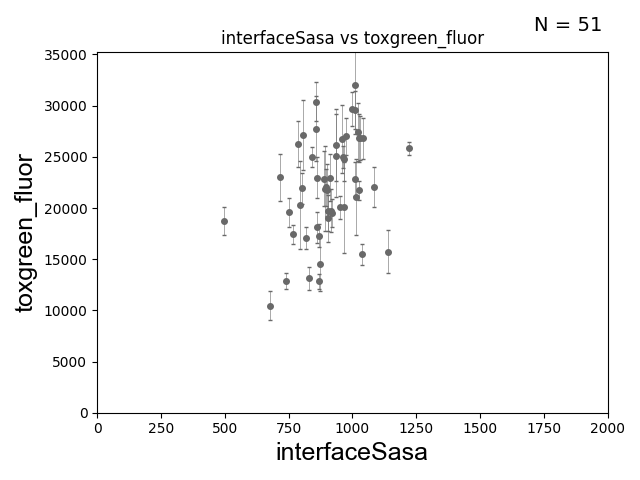 N = 51
interfaceSasa vs toxgreen_fluor
35000
30000
25000
20000
15000
10000
5000
0
toxgreen_fluor
0 250 500 750 1000 1250 1500 1750 2000
interfaceSasa